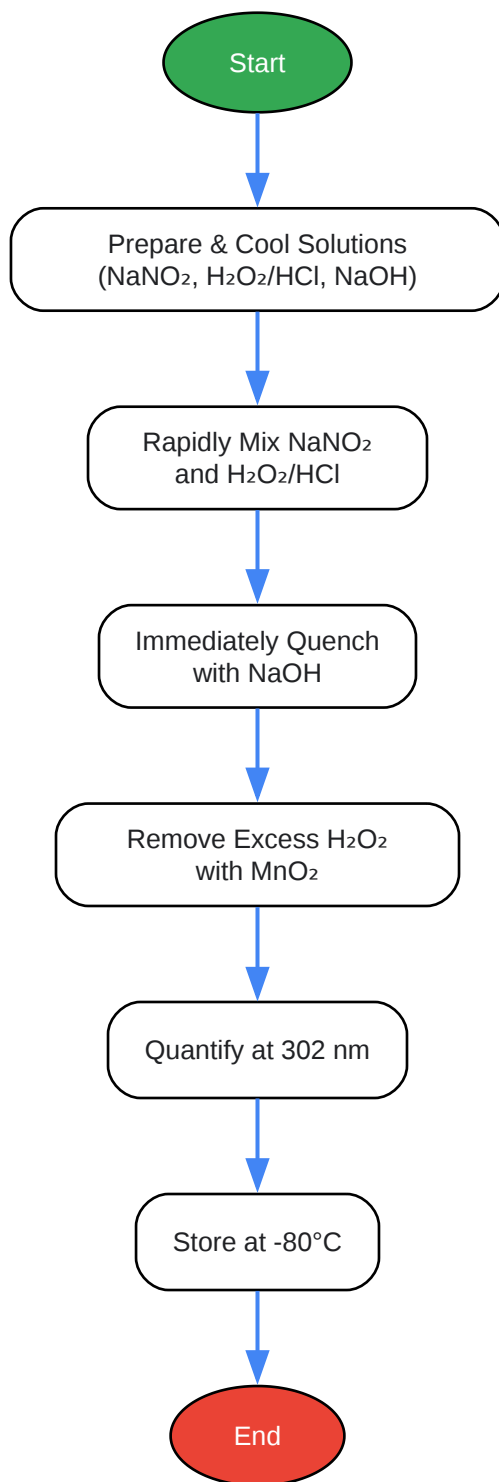 Start
Prepare & Cool Solutions
(NaNO₂, H₂O₂/HCl, NaOH)
Rapidly Mix NaNO₂
and H₂O₂/HCl
Immediately Quench
with NaOH
Remove Excess H₂O₂
with MnO₂
Quantify at 302 nm
Store at -80°C
End